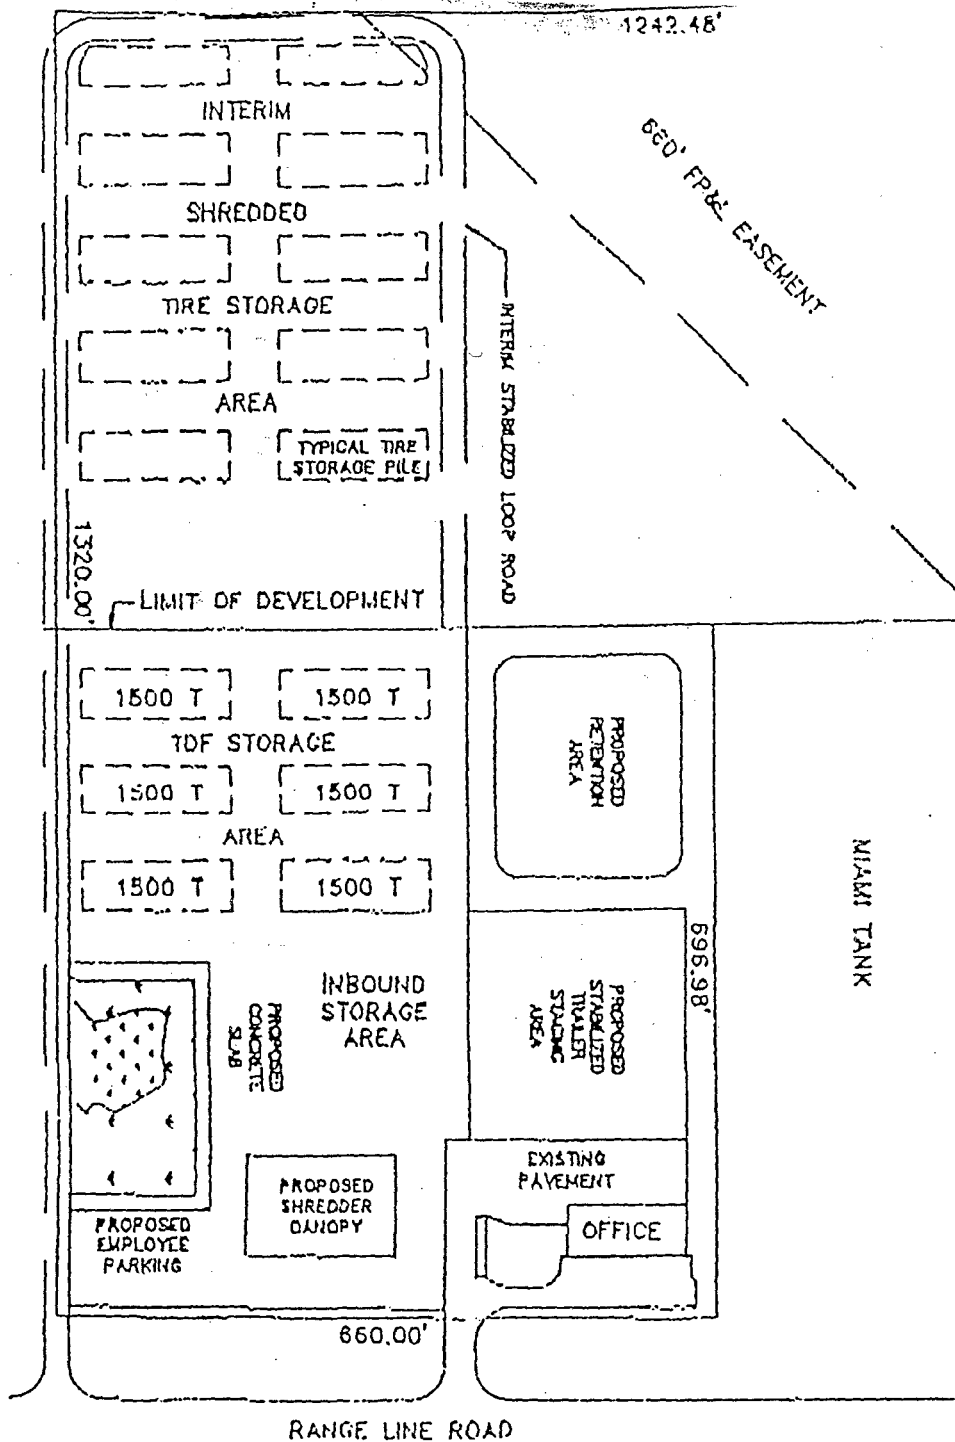 1242.48'
INTERIM
SHREDDED
TIRE STORAGE
AREA
TYPICAL TIRE
STORAGE PILE
660' FP&L EASEMENT
INTERIM STABILIZED LOOP ROAD
1320.00'
LIMIT OF DEVELOPMENT
1500 T
1500 T
TDF STORAGE
1500 T
1500 T
AREA
1500 T
1500 T
PROPOSED
RETENTION
AREA
MIAMI TANK
696.98'
INBOUND
STORAGE
AREA
PROPOSED
CONCRETE
SLAB
PROPOSED
STABILIZED
TRAILER
STAGING
AREA
EXISTING
PAVEMENT
OFFICE
PROPOSED
SHREDDER
CANOPY
PROPOSED
EMPLOYEE
PARKING
660.00'
RANGE LINE ROAD